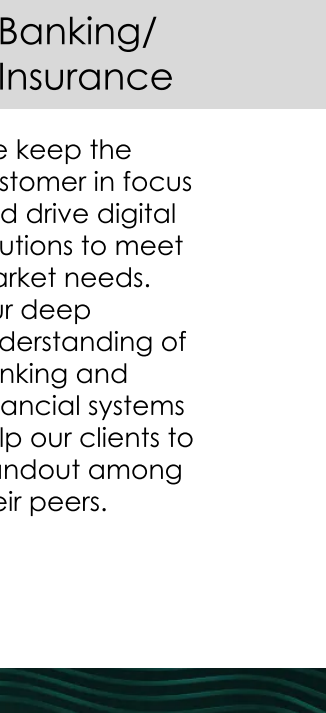 Banking/
Insurance
e keep the
stomer in focus
d drive digital
utions to meet
arket needs.
ur deep
derstanding of
nking and
ancial systems
lp our clients to
andout among
eir peers.